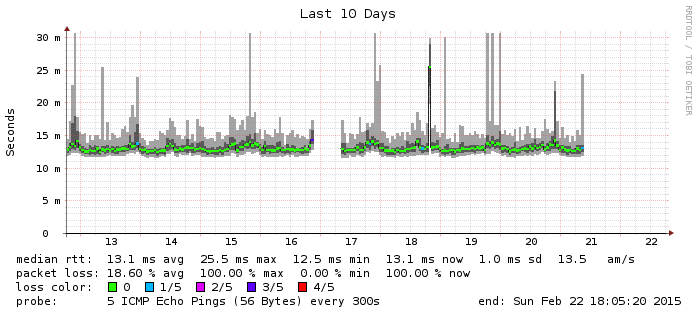 Last 10 Days
RRDTOOL / TOBI OETIKER
Seconds
30 m
25 m
20 m
15 m
10 m
5 m
0
13 14 15 16 17 18 19 20 21 22
median rtt: 13.1 ms avg 25.5 ms max 12.5 ms min 13.1 ms now 1.0 ms sd 13.5 am/s
packet loss: 18.60 % avg 100.00 % max 0.00 % min 100.00 % now
loss color: 0 1/5 2/5 3/5 4/5
probe: 5 ICMP Echo Pings (56 Bytes) every 300s end: Sun Feb 22 18:05:20 2015